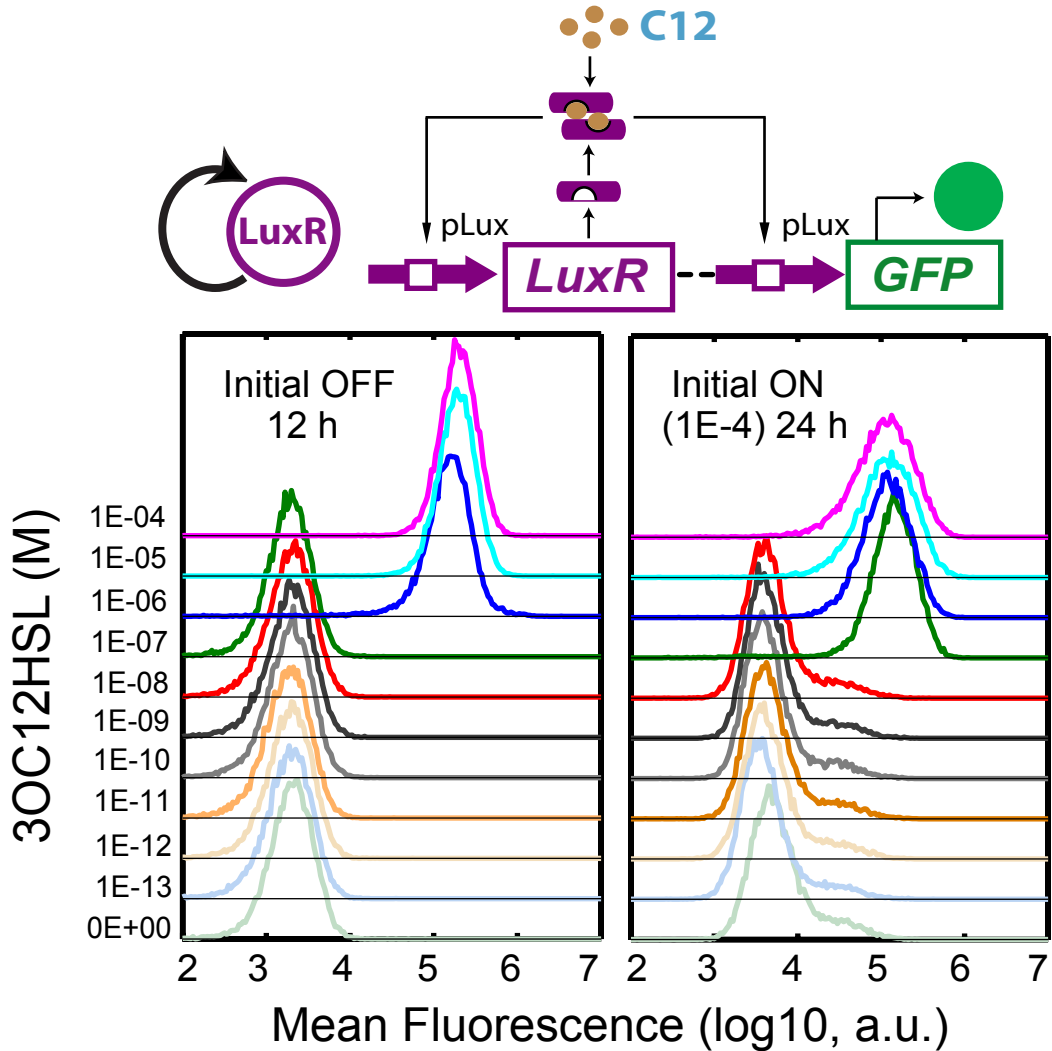 C12
LuxR
pLux
LuxR
pLux
GFP
Initial OFF
12 h
Initial ON
(1E-4) 24 h
3OC12HSL (M)
1E-04
1E-05
1E-06
1E-07
1E-08
1E-09
1E-10
1E-11
1E-12
1E-13
0E+00
2 3 4 5 6 7
2 3 4 5 6 7
Mean Fluorescence (log10, a.u.)